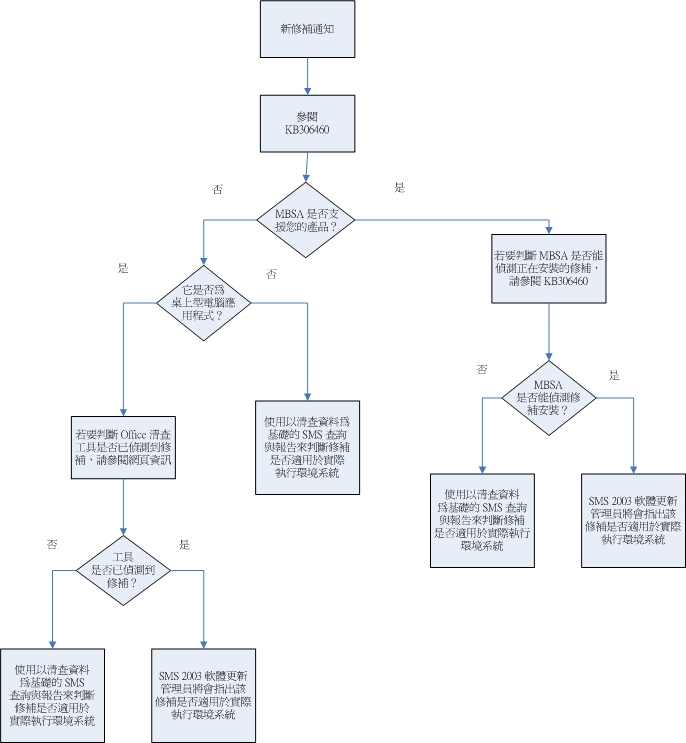 新修補通知
參閱
KB306460
否
是
MBSA 是否支
援您的產品？
若要判斷 MBSA 是否能
偵測正在安裝的修補，
請參閱 KB306460
是
否
它是否為
桌上型電腦應
用程式？
否
是
MBSA
是否能偵測修
補安裝？
若要判斷 Office 清查
工具是否已偵測到修
補，請參閱網頁資訊
使用以清查資料為
基礎的 SMS 查詢
與報告來判斷修補
是否適用於實際
執行環境系統
使用以清查資料
為基礎的 SMS 查詢
與報告來判斷修補
是否適用於實際執行
環境系統
SMS 2003 軟體更新
管理員將會指出該
修補是否適用於實際
執行環境系統
否
是
工具
是否已偵測到
修補？
使用以清查資料
為基礎的 SMS
查詢與報告來判斷
修補是否適用於
實際執行環境系統
SMS 2003 軟體更新
管理員將會指出該
修補是否適用於實際
執行環境系統